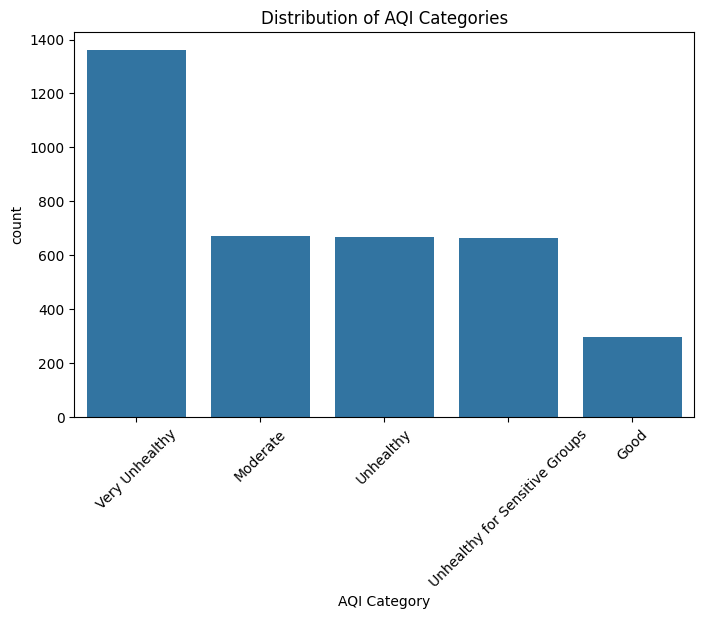 Distribution of AQI Categories
1400
1200
1000
800
600
400
200
0
count
Very Unhealthy
Moderate
Unhealthy
Unhealthy for Sensitive Groups
Good
AQI Category